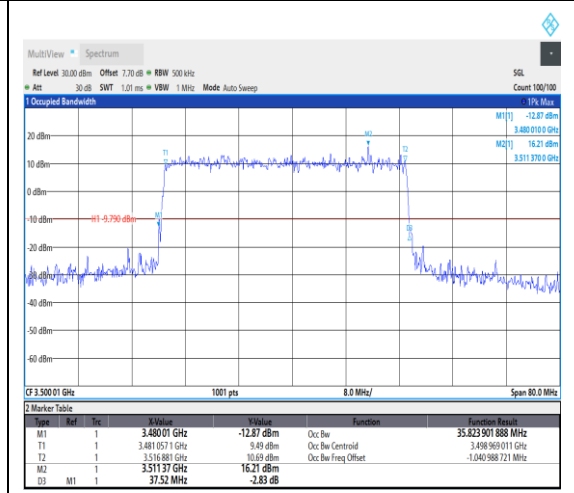 MultiView Spectrum
Ref Level 30.00 dBm Offset 7.70 dB RBW 500 kHz SGL
Att 30 dB SWT 1.01 ms VBW 1 MHz Mode Auto Sweep Count 100/100
1 Occupied Bandwidth 1Pk Max
M1[1] -12.87 dBm
3.480 010 0 GHz
M2[1] 16.21 dBm
3.511 370 0 GHz
20 dBm
M2
T1 T2
10 dBm
0 dBm
-10 dBm H1 -9.790 dBm M1
D3
-20 dBm
-30 dBm
-40 dBm
-50 dBm
-60 dBm
CF 3.500 01 GHz 1001 pts 8.0 MHz/ Span 80.0 MHz
2 Marker Table
Type Ref Trc X-Value Y-Value Function Function Result
M1 1 3.480 01 GHz -12.87 dBm Occ Bw 35.823 901 888 MHz
T1 1 3.481 057 1 GHz 9.49 dBm Occ Bw Centroid 3.498 969 011 GHz
T2 1 3.516 881 GHz 10.69 dBm Occ Bw Freq Offset -1.040 988 721 MHz
M2 1 3.511 37 GHz 16.21 dBm
D3 M1 1 37.52 MHz -2.83 dB